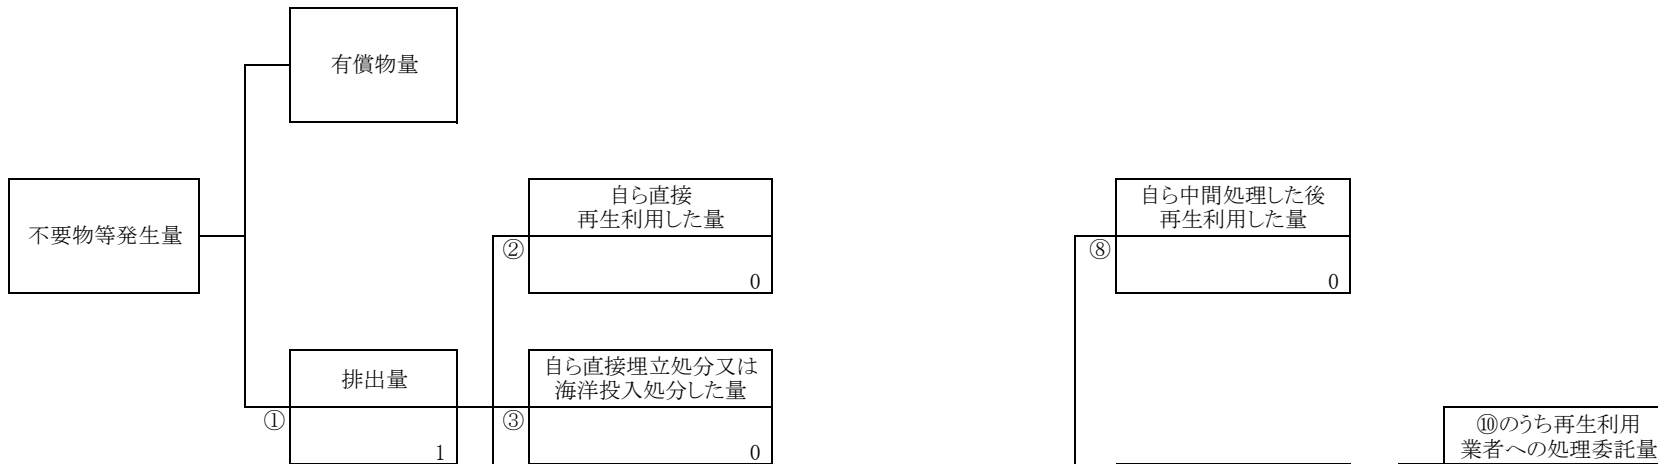 有償物量
不要物等発生量
自ら直接
再生利用した量
②
0
自ら中間処理した後
再生利用した量
⑧
0
排出量
①
1
自ら直接埋立処分又は
海洋投入処分した量
③
0
⑩のうち再生利用
業者への処理委託量